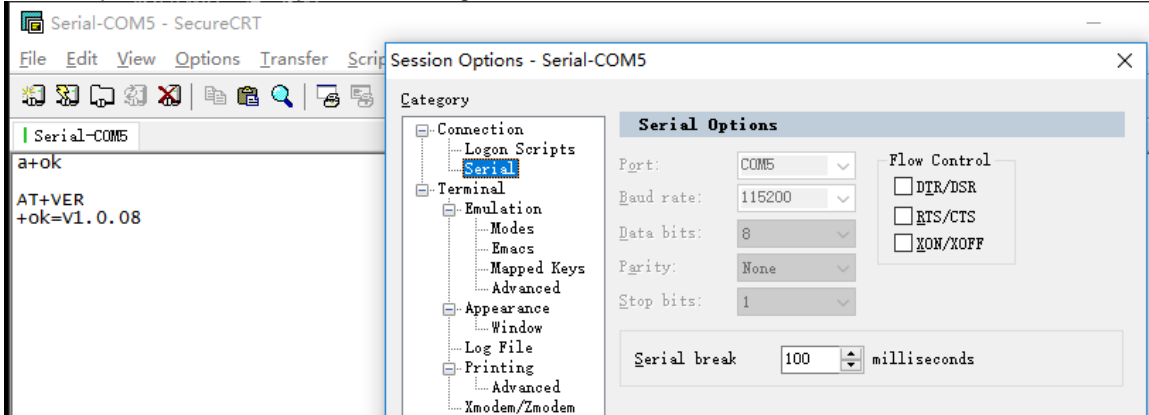 Serial-COM5 - SecureCRT
File Edit View Options Transfer Scrip
Serial-COM5
a+ok
AT+VER
+ok=V1.0.08
Session Options - Serial-COM5
Category
Connection
Logon Scripts
Serial
Terminal
Emulation
Modes
Emacs
Mapped Keys
Advanced
Appearance
Window
Log File
Printing
Advanced
Xmodem/Zmodem
Serial Options
Port: COM5
Baud rate: 115200
Data bits: 8
Parity: None
Stop bits: 1
Flow Control
DTR/DSR
RTS/CTS
XON/XOFF
Serial break 100 milliseconds